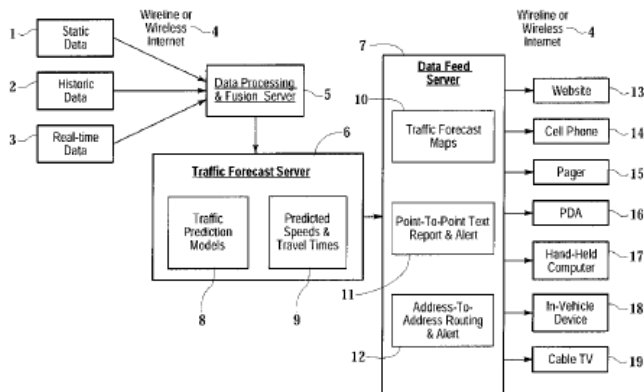 Wireline or
Wireless
Internet
4
1
Static
Data
2
Historic
Data
3
Real-time
Data
Data Processing
& Fusion Server
5
6
Traffic Forecast Server
Traffic
Prediction
Models
8
Predicted
Speeds &
Travel Times
9
7
Data Feed
Server
10
Traffic Forecast
Maps
Point-To-Point Text
Report & Alert
11
Address-To-
Address Routing
& Alert
12
Wireline or
Wireless
Internet
4
Website
13
Cell Phone
14
Pager
15
PDA
16
Hand-Held
Computer
17
In-Vehicle
Device
18
Cable TV
19